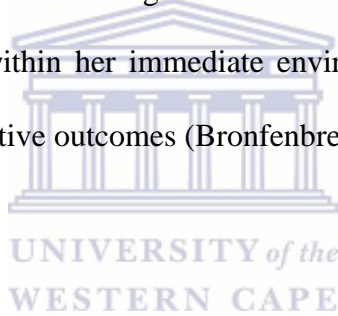 within her immediate envir
tive outcomes (Bronfenbre
UNIVERSITY of the
WESTERN CAPE